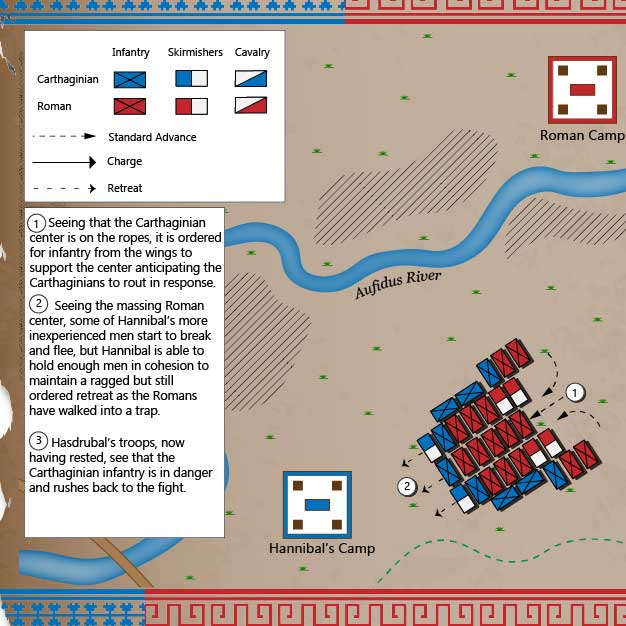 Infantry Skirmishers Cavalry
Carthaginian
Roman
Standard Advance
Charge
Retreat
Roman Camp
1 Seeing that the Carthaginian
center is on the ropes, it is ordered
for infantry from the wings to
support the center anticipating the
Carthaginians to rout in response.
2 Seeing the massing Roman
center, some of Hannibal's more
inexperienced men start to break
and flee, but Hannibal is able to
hold enough men in cohesion to
maintain a ragged but still
ordered retreat as the Romans
have walked into a trap.
3 Hasdrubal's troops, now
having rested, see that the
Carthaginian infantry is in danger
and rushes back to the fight.
Aufidus River
1
2
Hannibal's Camp